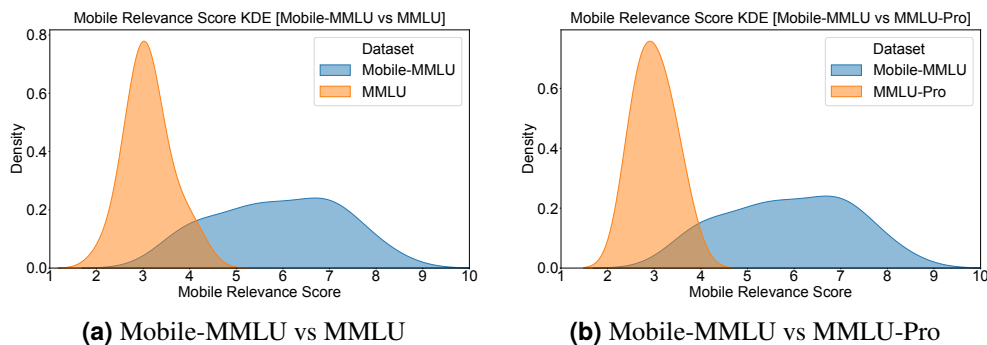 Mobile Relevance Score KDE [Mobile-MMLU vs MMLU]
0.8
0.6
0.4
0.2
0.0
Density
Dataset
Mobile-MMLU
MMLU
1 2 3 4 5 6 7 8 9 10
Mobile Relevance Score
(a) Mobile-MMLU vs MMLU
Mobile Relevance Score KDE [Mobile-MMLU vs MMLU-Pro]
0.6
0.4
0.2
0.0
Density
Dataset
Mobile-MMLU
MMLU-Pro
1 2 3 4 5 6 7 8 9 10
Mobile Relevance Score
(b) Mobile-MMLU vs MMLU-Pro